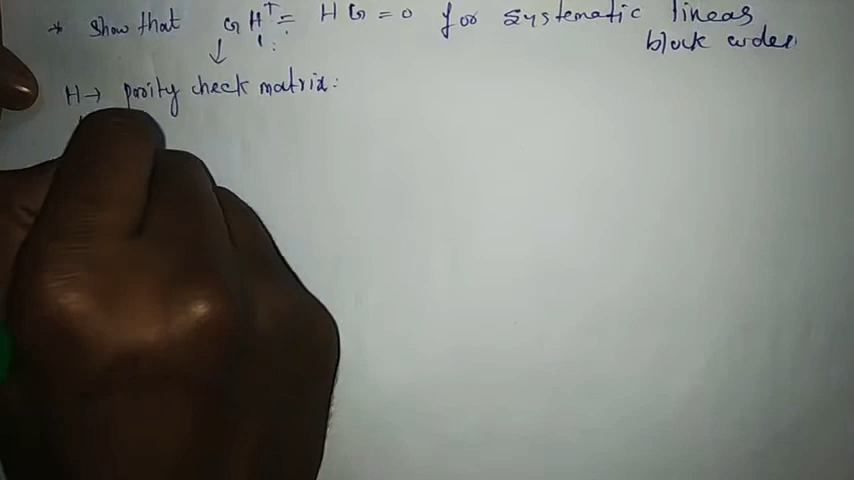 * Show that G H^T = H G = 0 for systematic linear
block codes.
H → parity check matrix: